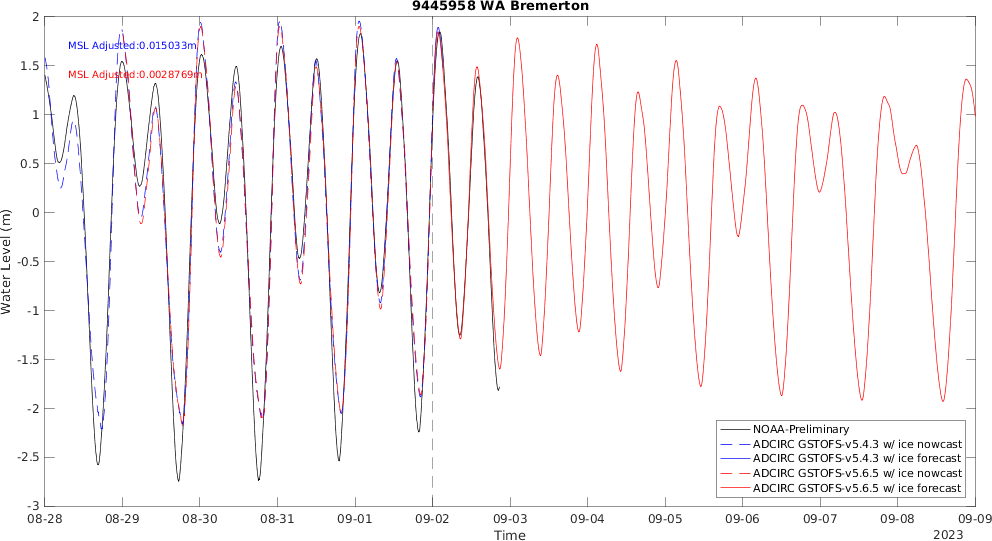 9445958 WA Bremerton
MSL Adjusted:0.015033m
MSL Adjusted:0.0028769m
Water Level (m)
2
1.5
1
0.5
0
-0.5
-1
-1.5
-2
-2.5
-3
NOAA-Preliminary
ADCIRC GSTOFS-v5.4.3 w/ ice nowcast
ADCIRC GSTOFS-v5.4.3 w/ ice forecast
ADCIRC GSTOFS-v5.6.5 w/ ice nowcast
ADCIRC GSTOFS-v5.6.5 w/ ice forecast
08-28 08-29 08-30 08-31 09-01 09-02 09-03 09-04 09-05 09-06 09-07 09-08 09-09
Time
2023